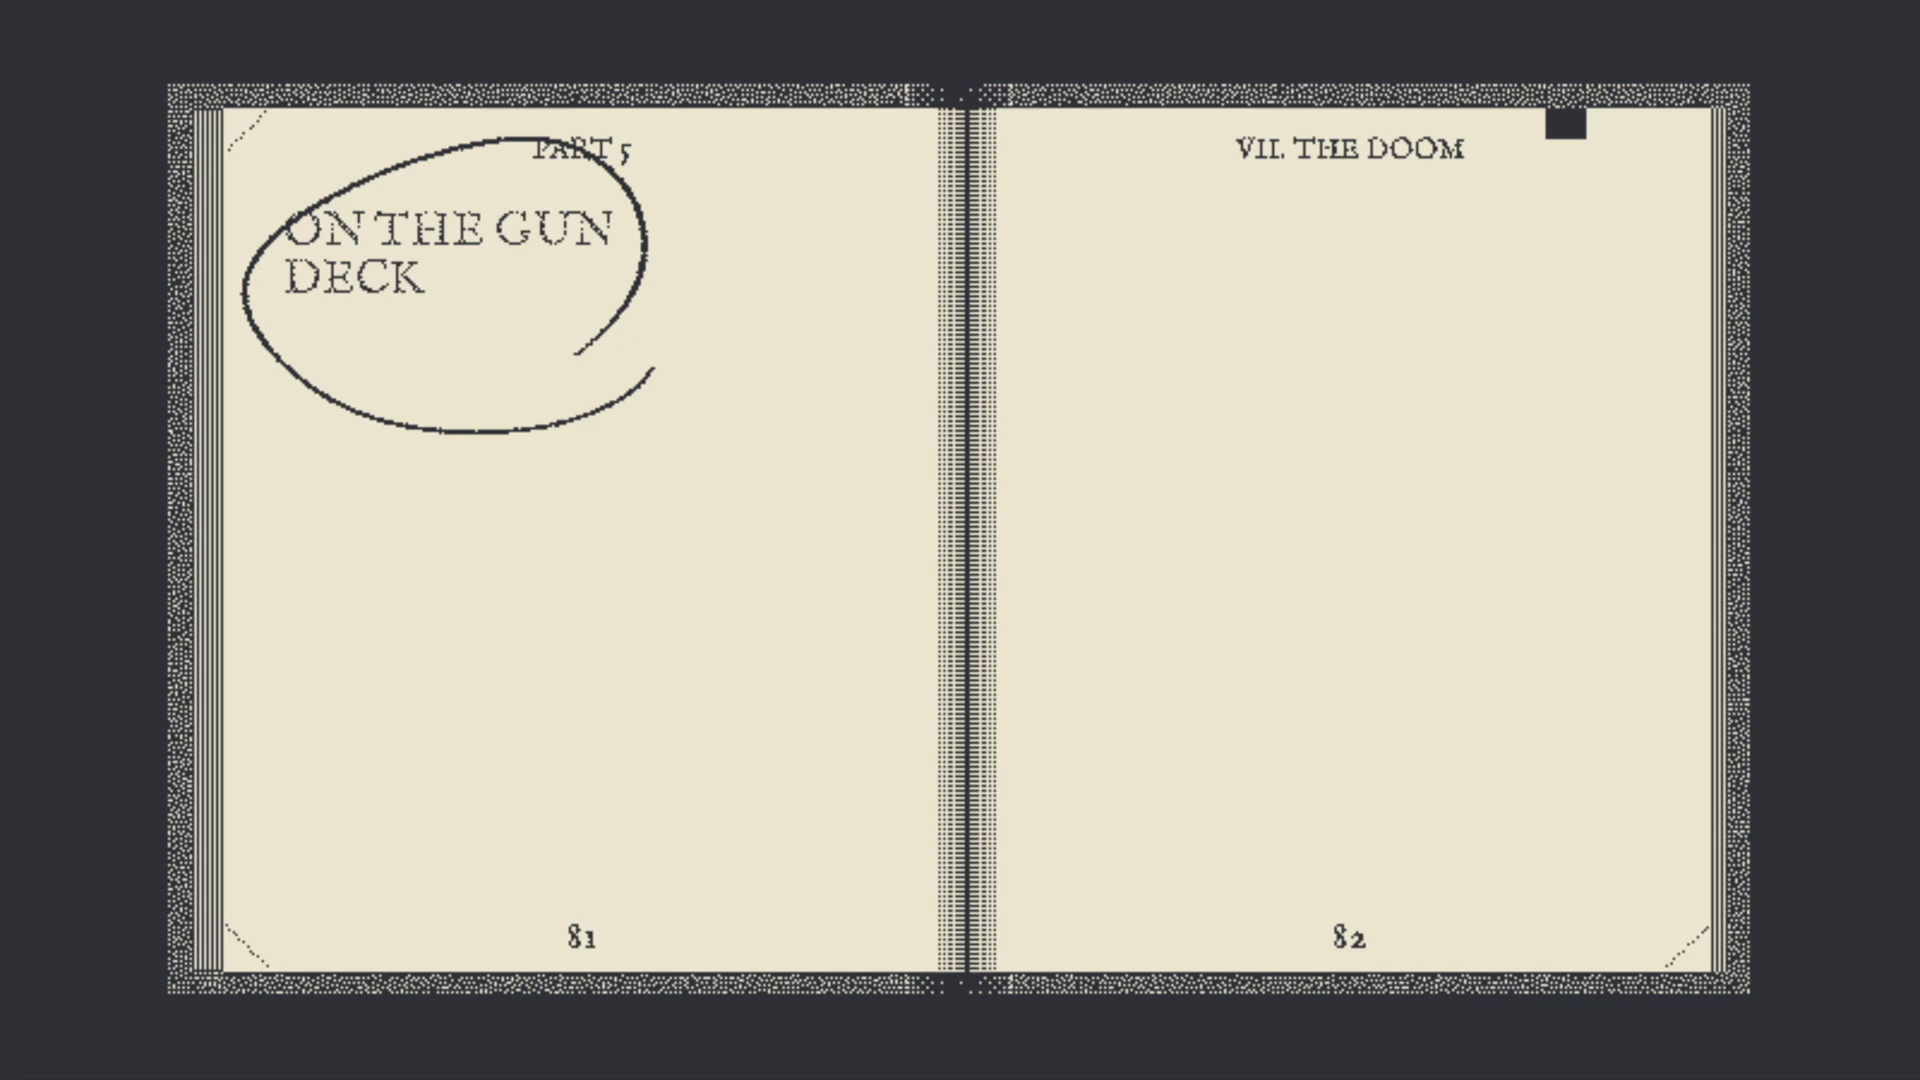 PART 5
ON THE GUN
DECK
81
VII. THE DOOM
82